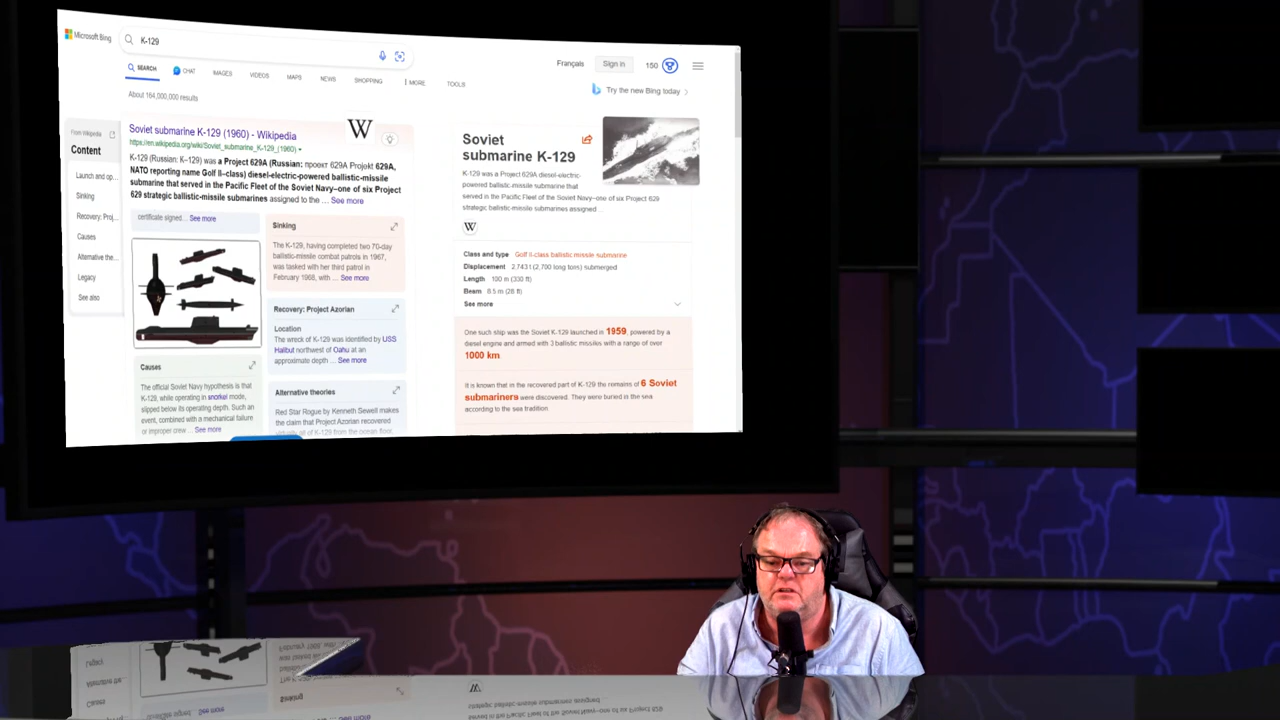 Microsoft Bing
K-129
SEARCH
CHAT
IMAGES
VIDEOS
MAPS
NEWS
SHOPPING
MORE
TOOLS
Français
Sign in
150
Try the new Bing today
About 164,000,000 results
From Wikipedia
Content
Launch and op...
Sinking
Recovery: Proj...
Causes
Alternative the...
Legacy
See also
Soviet submarine K-129 (1960) - Wikipedia
https://en.wikipedia.org/wiki/Soviet_submarine_K-129_(1960)
W
K-129 (Russian: К–129) was a Project 629A (Russian: проект 629А Projekt 629A,
NATO reporting name Golf II–class) diesel-electric-powered ballistic-missile
submarine that served in the Pacific Fleet of the Soviet Navy–one of six Project
629 strategic ballistic-missile submarines assigned to the ... See more
certificate signed... See more
Sinking
The K-129, having completed two 70-day
ballistic-missile combat patrols in 1967,
was tasked with her third patrol in
February 1968, with ... See more
Recovery: Project Azorian
Location
The wreck of K-129 was identified by USS
Halibut northwest of Oahu at an
approximate depth ... See more
Causes
The official Soviet Navy hypothesis is that
K-129, while operating in snorkel mode,
slipped below its operating depth. Such an
event, combined with a mechanical failure
or improper crew ... See more
Alternative theories
Red Star Rogue by Kenneth Sewell makes
the claim that Project Azorian recovered
virtually all of K-129 from the ocean floor,
Soviet
submarine K-129
K-129 was a Project 629A diesel-electric-
powered ballistic-missile submarine that
served in the Pacific Fleet of the Soviet Navy–one of six Project 629
strategic ballistic-missile submarines assigned ...
W
Class and type Golf II-class ballistic missile submarine
Displacement 2,743 t (2,700 long tons) submerged
Length 100 m (330 ft)
Beam 8.5 m (28 ft)
See more
One such ship was the Soviet K-129 launched in 1959, powered by a
diesel engine and armed with 3 ballistic missiles with a range of over
1000 km
It is known that in the recovered part of K-129 the remains of 6 Soviet
submariners were discovered. They were buried in the sea
according to the sea tradition